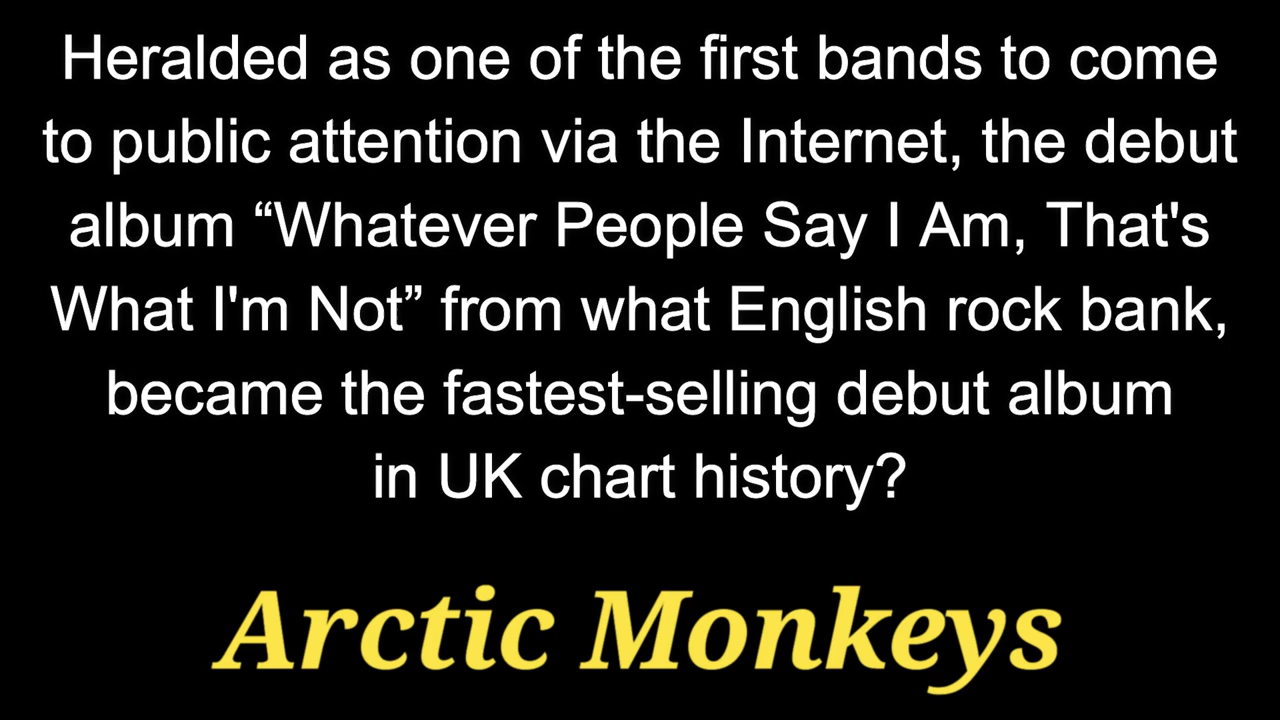 Heralded as one of the first bands to come
to public attention via the Internet, the debut
album “Whatever People Say I Am, That's
What I'm Not” from what English rock bank,
became the fastest-selling debut album
in UK chart history?
Arctic Monkeys